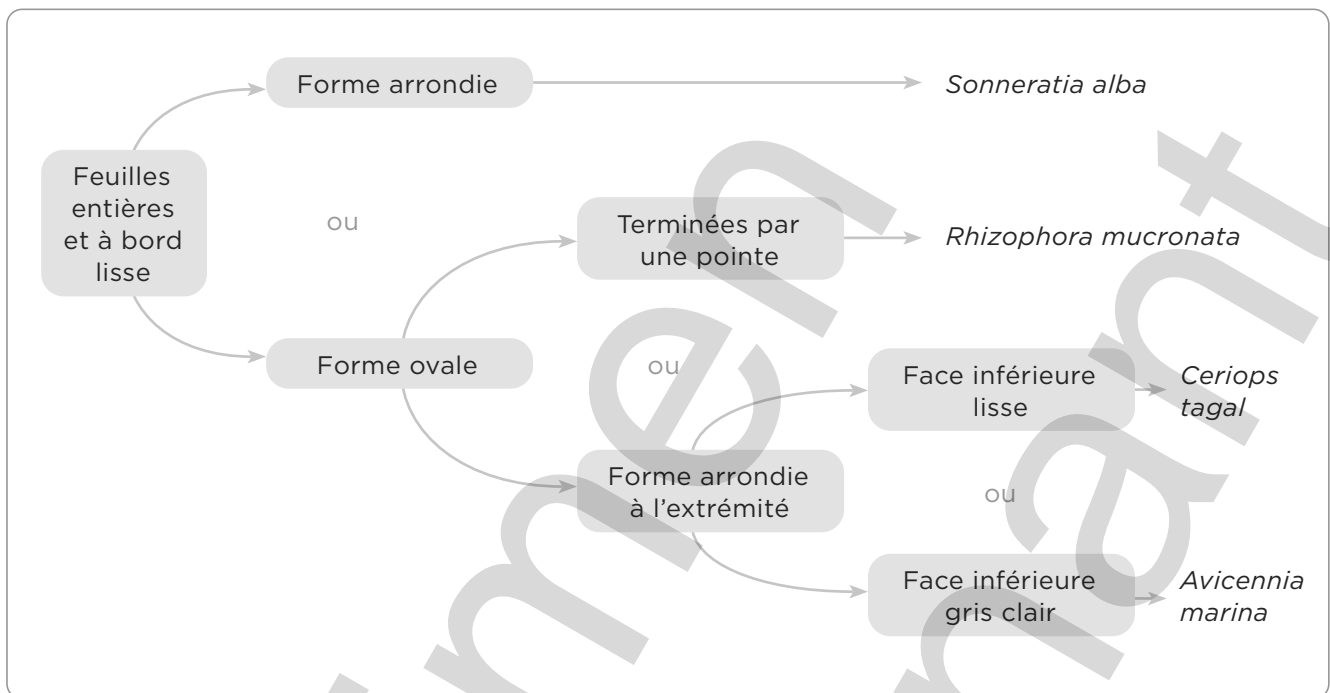 Forme arrondie
Sonneratia alba
Feuilles
entières
et à bord
lisse
ou
Terminées par
une pointe
Rhizophora mucronata
Forme ovale
ou
Face inférieure
lisse
Ceriops
tagal
Forme arrondie
à l'extrémité
ou
Face inférieure
gris clair
Avicennia
marina